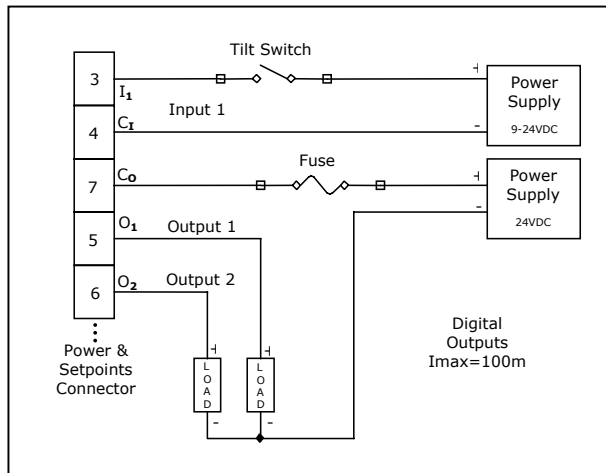 Tilt Switch
3
I1
+
Power
Supply
9-24VDC
4
CI
Input 1
-
Fuse
7
CO
+
Power
Supply
24VDC
5
O1
Output 1
-
6
O2
Output 2
Power &
Setpoints
Connector
+
LOAD
-
+
LOAD
-
Digital
Outputs
Imax=100m